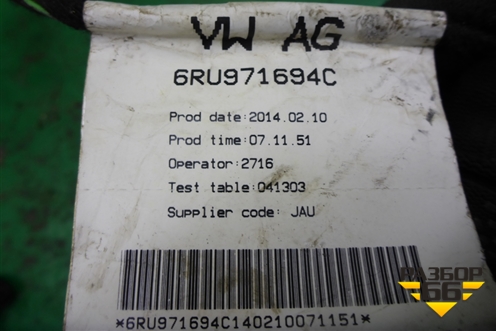 VW AG
6RU971694C
Prod date:2014.02.10
Prod time:07.11.51
Operator:2716
Test table:041303
Supplier code: JAU
*6RU971694C140210071151*
РАЗБОР
66